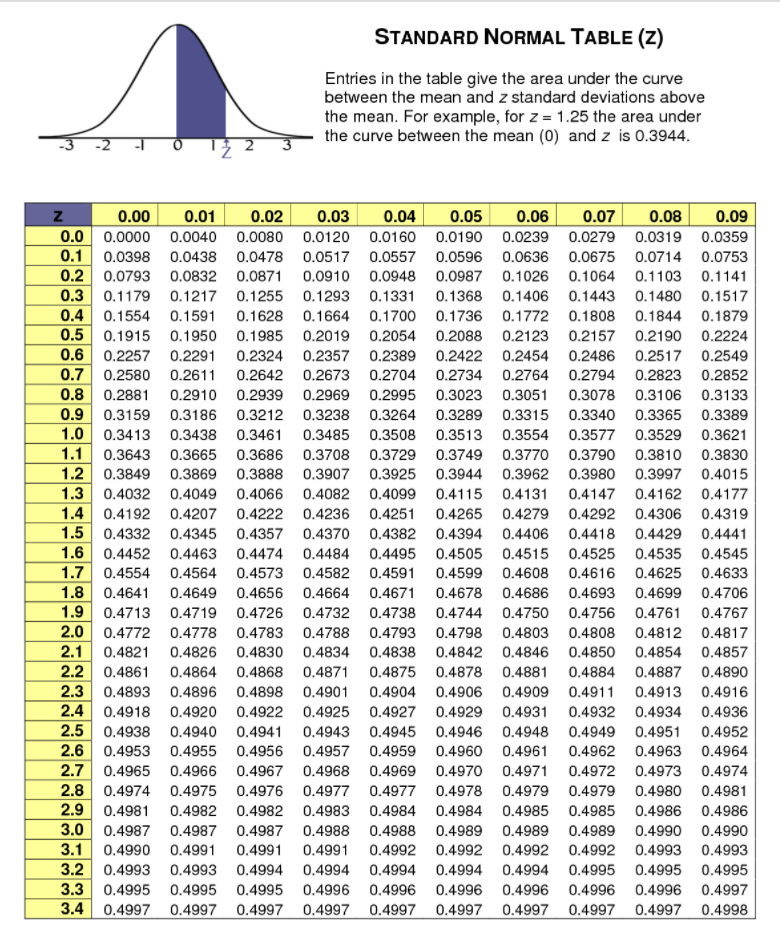 STANDARD NORMAL TABLE (Z)
Entries in the table give the area under the curve
between the mean and z standard deviations above
the mean. For example, for z = 1.25 the area under
the curve between the mean (0) and z is 0.3944.
-3 -2 -1 0 1 Z 2 3
Z 0.00 0.01 0.02 0.03 0.04 0.05 0.06 0.07 0.08 0.09
0.0 0.0000 0.0040 0.0080 0.0120 0.0160 0.0190 0.0239 0.0279 0.0319 0.0359
0.1 0.0398 0.0438 0.0478 0.0517 0.0557 0.0596 0.0636 0.0675 0.0714 0.0753
0.2 0.0793 0.0832 0.0871 0.0910 0.0948 0.0987 0.1026 0.1064 0.1103 0.1141
0.3 0.1179 0.1217 0.1255 0.1293 0.1331 0.1368 0.1406 0.1443 0.1480 0.1517
0.4 0.1554 0.1591 0.1628 0.1664 0.1700 0.1736 0.1772 0.1808 0.1844 0.1879
0.5 0.1915 0.1950 0.1985 0.2019 0.2054 0.2088 0.2123 0.2157 0.2190 0.2224
0.6 0.2257 0.2291 0.2324 0.2357 0.2389 0.2422 0.2454 0.2486 0.2517 0.2549
0.7 0.2580 0.2611 0.2642 0.2673 0.2704 0.2734 0.2764 0.2794 0.2823 0.2852
0.8 0.2881 0.2910 0.2939 0.2969 0.2995 0.3023 0.3051 0.3078 0.3106 0.3133
0.9 0.3159 0.3186 0.3212 0.3238 0.3264 0.3289 0.3315 0.3340 0.3365 0.3389
1.0 0.3413 0.3438 0.3461 0.3485 0.3508 0.3513 0.3554 0.3577 0.3529 0.3621
1.1 0.3643 0.3665 0.3686 0.3708 0.3729 0.3749 0.3770 0.3790 0.3810 0.3830
1.2 0.3849 0.3869 0.3888 0.3907 0.3925 0.3944 0.3962 0.3980 0.3997 0.4015
1.3 0.4032 0.4049 0.4066 0.4082 0.4099 0.4115 0.4131 0.4147 0.4162 0.4177
1.4 0.4192 0.4207 0.4222 0.4236 0.4251 0.4265 0.4279 0.4292 0.4306 0.4319
1.5 0.4332 0.4345 0.4357 0.4370 0.4382 0.4394 0.4406 0.4418 0.4429 0.4441
1.6 0.4452 0.4463 0.4474 0.4484 0.4495 0.4505 0.4515 0.4525 0.4535 0.4545
1.7 0.4554 0.4564 0.4573 0.4582 0.4591 0.4599 0.4608 0.4616 0.4625 0.4633
1.8 0.4641 0.4649 0.4656 0.4664 0.4671 0.4678 0.4686 0.4693 0.4699 0.4706
1.9 0.4713 0.4719 0.4726 0.4732 0.4738 0.4744 0.4750 0.4756 0.4761 0.4767
2.0 0.4772 0.4778 0.4783 0.4788 0.4793 0.4798 0.4803 0.4808 0.4812 0.4817
2.1 0.4821 0.4826 0.4830 0.4834 0.4838 0.4842 0.4846 0.4850 0.4854 0.4857
2.2 0.4861 0.4864 0.4868 0.4871 0.4875 0.4878 0.4881 0.4884 0.4887 0.4890
2.3 0.4893 0.4896 0.4898 0.4901 0.4904 0.4906 0.4909 0.4911 0.4913 0.4916
2.4 0.4918 0.4920 0.4922 0.4925 0.4927 0.4929 0.4931 0.4932 0.4934 0.4936
2.5 0.4938 0.4940 0.4941 0.4943 0.4945 0.4946 0.4948 0.4949 0.4951 0.4952
2.6 0.4953 0.4955 0.4956 0.4957 0.4959 0.4960 0.4961 0.4962 0.4963 0.4964
2.7 0.4965 0.4966 0.4967 0.4968 0.4969 0.4970 0.4971 0.4972 0.4973 0.4974
2.8 0.4974 0.4975 0.4976 0.4977 0.4977 0.4978 0.4979 0.4979 0.4980 0.4981
2.9 0.4981 0.4982 0.4982 0.4983 0.4984 0.4984 0.4985 0.4985 0.4986 0.4986
3.0 0.4987 0.4987 0.4987 0.4988 0.4988 0.4989 0.4989 0.4989 0.4990 0.4990
3.1 0.4990 0.4991 0.4991 0.4991 0.4992 0.4992 0.4992 0.4992 0.4993 0.4993
3.2 0.4993 0.4993 0.4994 0.4994 0.4994 0.4994 0.4994 0.4995 0.4995 0.4995
3.3 0.4995 0.4995 0.4995 0.4996 0.4996 0.4996 0.4996 0.4996 0.4996 0.4997
3.4 0.4997 0.4997 0.4997 0.4997 0.4997 0.4997 0.4997 0.4997 0.4997 0.4998